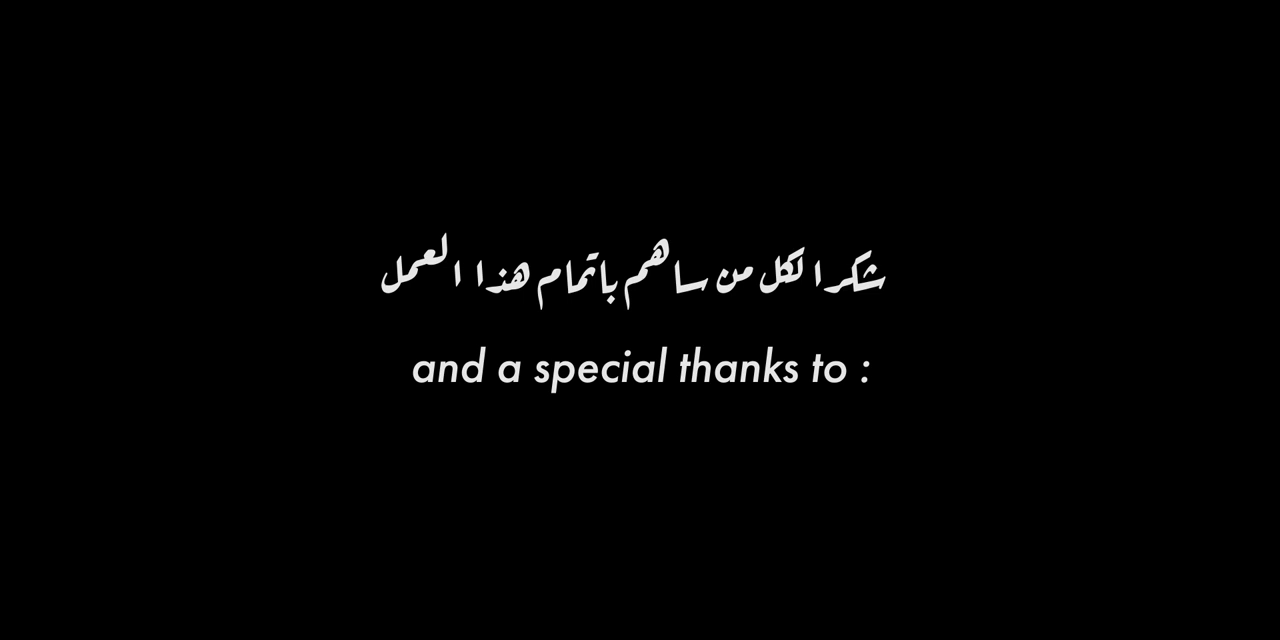 شكرا لكل من ساهم باتمام هذا العمل
and a special thanks to :